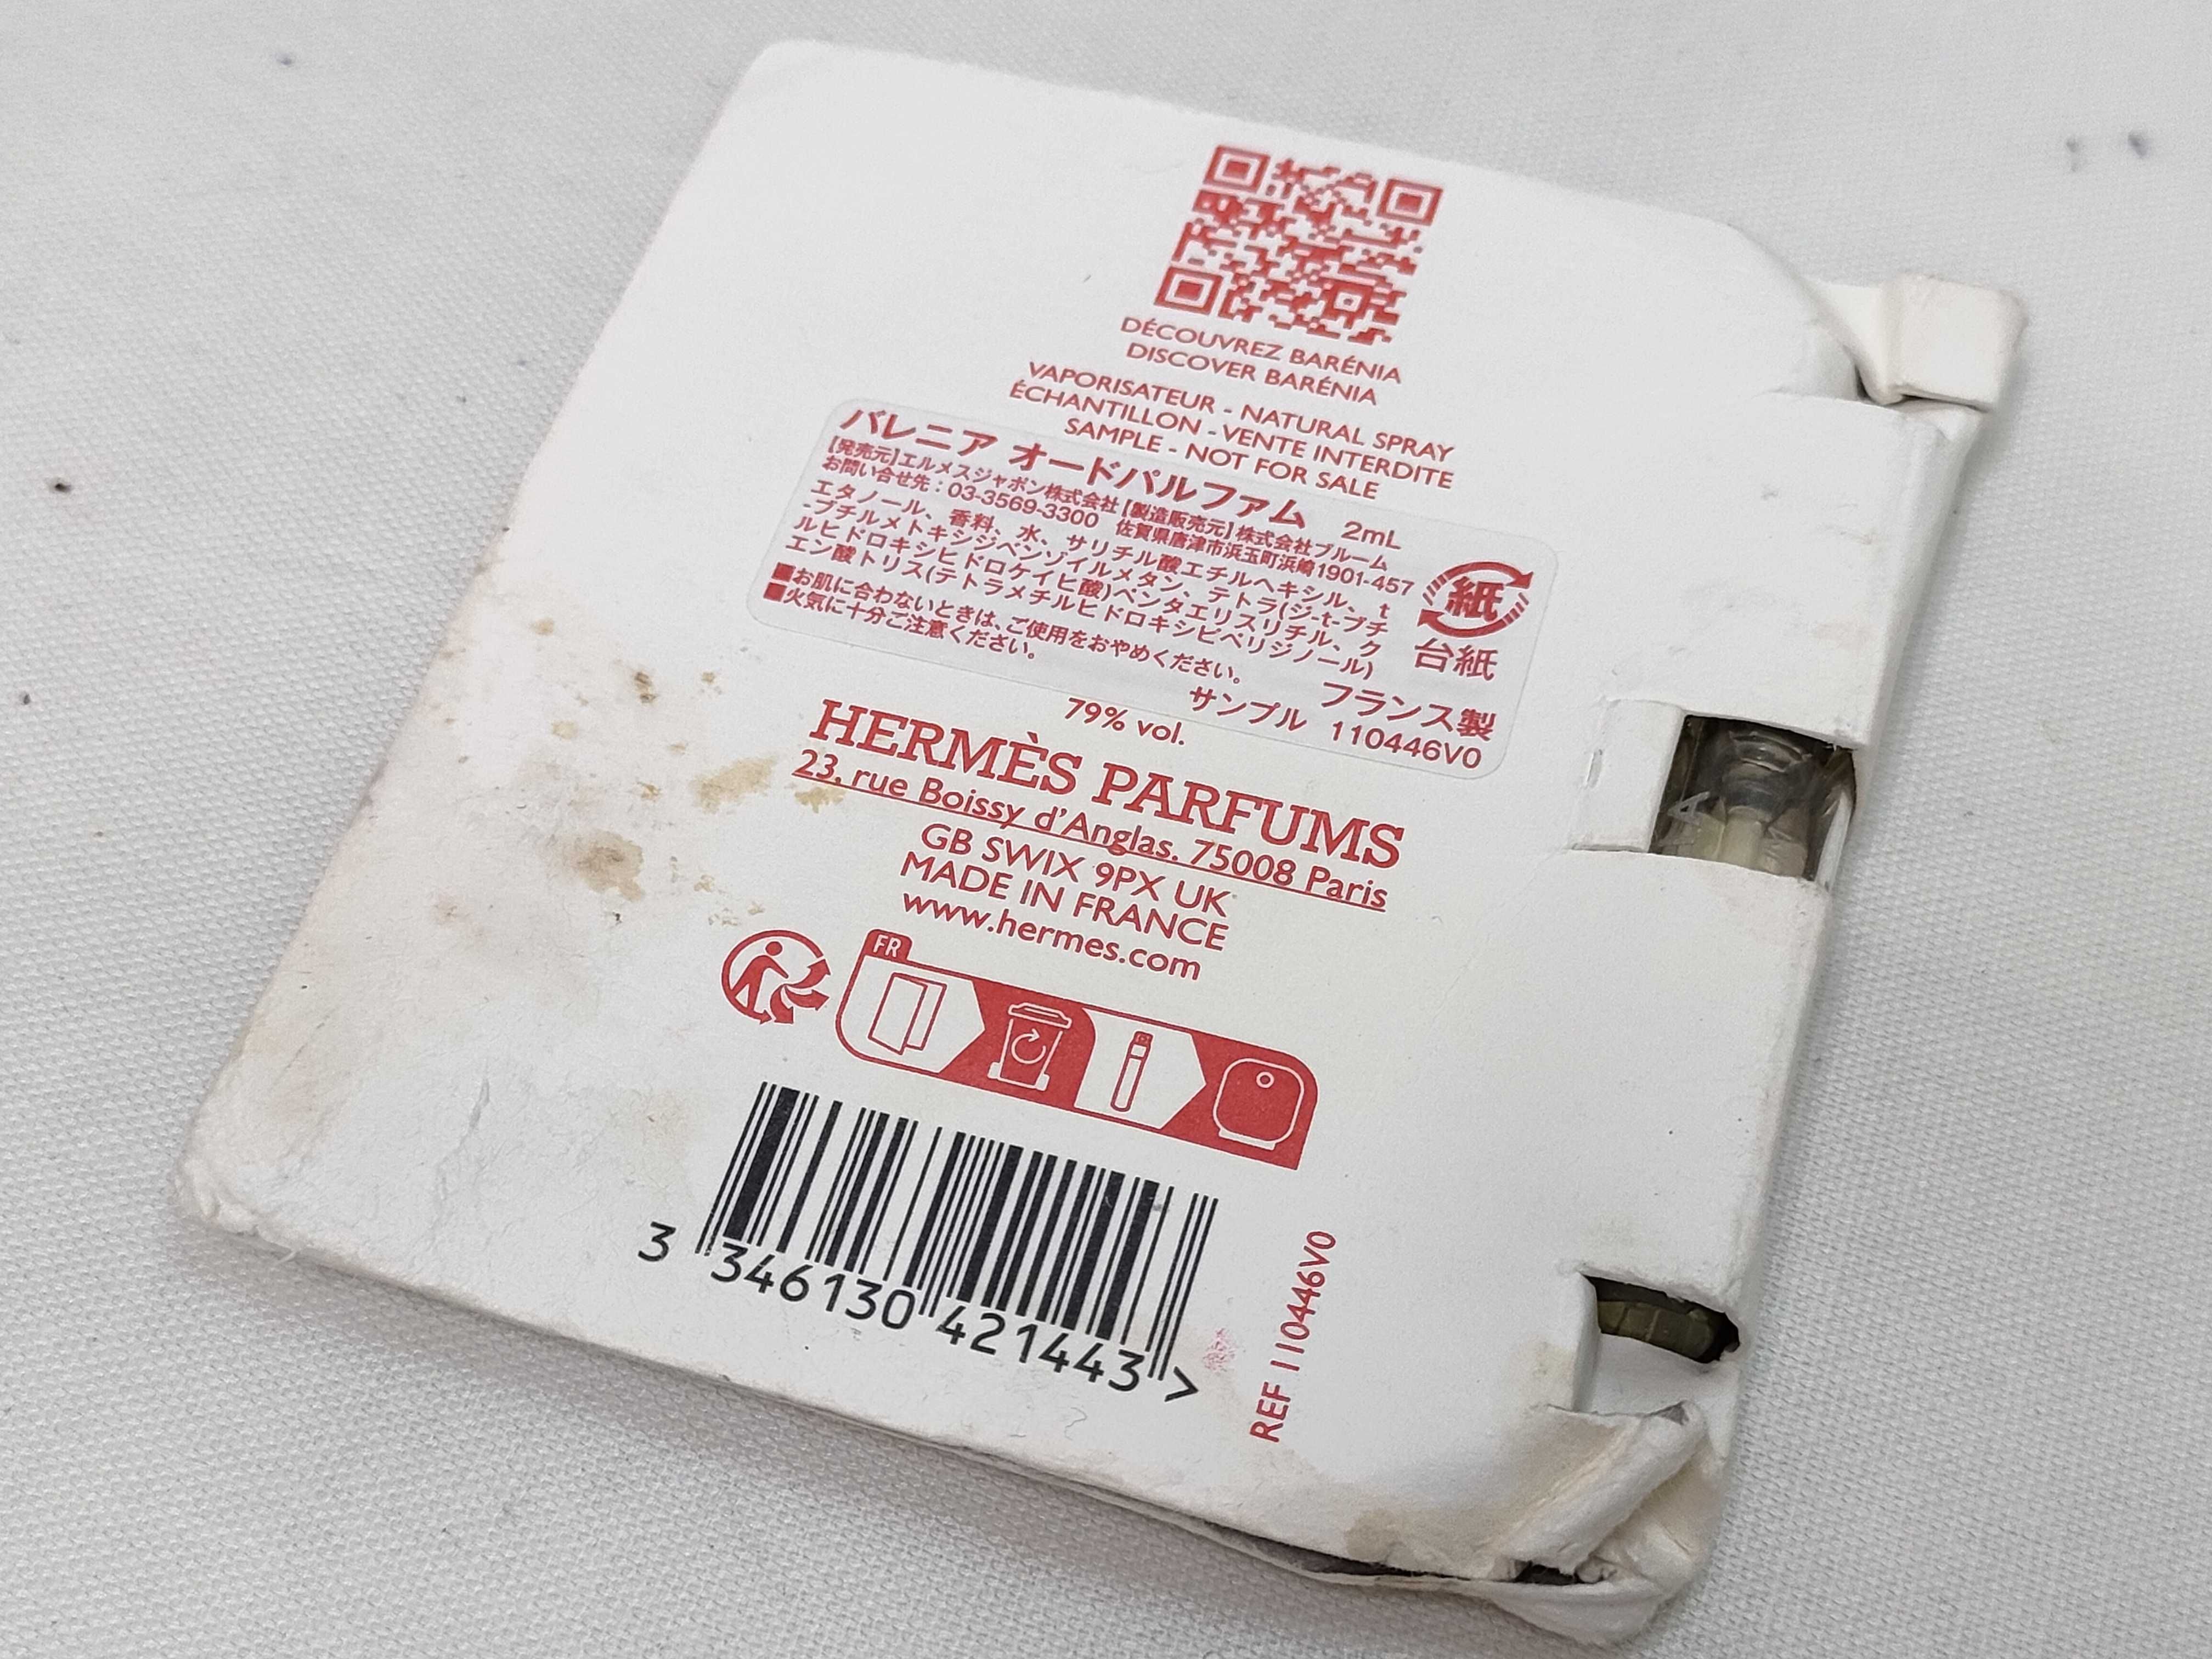 DÉCOUVREZ BARÉNIA
DISCOVER BARÉNIA
VAPORISATEUR - NATURAL SPRAY
ÉCHANTILLON - VENTE INTERDITE
SAMPLE - NOT FOR SALE
バレニア オードパルファム 2mL
【発売元】エルメスジャポン株式会社【製造販売元】株式会社ブルーム
お問い合せ先：03-3569-3300 佐賀県唐津市浜玉町浜崎1901-457
エタノール、香料、水、サリチル酸エチルヘキシル、t
-ブチルメトキシジベンゾイルメタン、テトラ(ジ-t-ブチ
ルヒドロキシヒドロケイヒ酸)ペンタエリスリチル、ク
エン酸トリス(テトラメチルヒドロキシピペリジノール)
■お肌に合わないときは、ご使用をおやめください。
■火気に十分ご注意ください。
紙
台紙
フランス製
サンプル 110446V0
79% vol.
HERMÈS PARFUMS
23, rue Boissy d'Anglas. 75008 Paris
GB SW1X 9PX UK
MADE IN FRANCE
www.hermes.com
FR
3 346130 421443 >
REF 110446V0